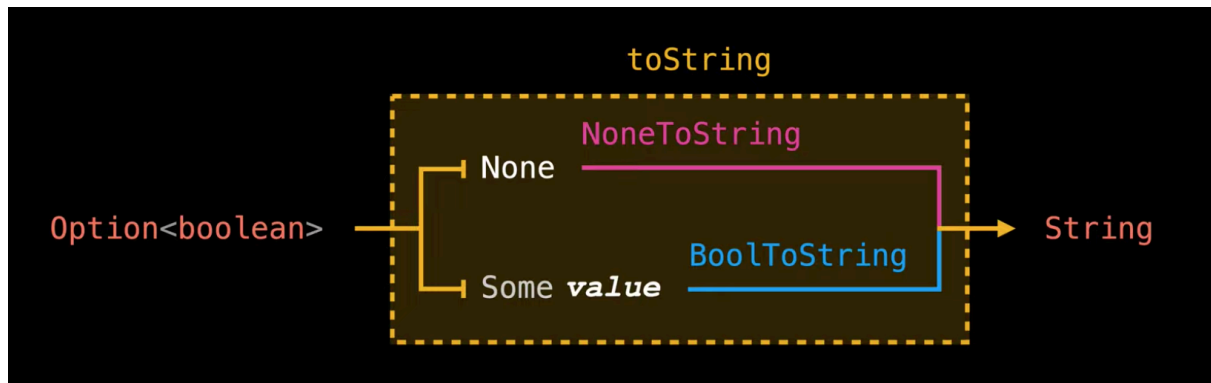 toString
NoneToString
None
Option<boolean>
String
BoolToString
Some value